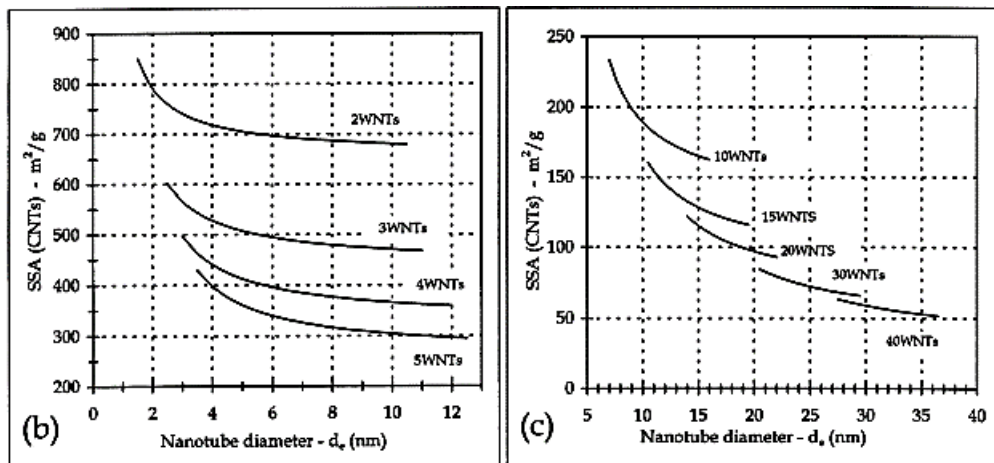 900
800
700
600
500
400
300
200
0
2
4
6
8
10
12
SSA (CNTs) - m²/g
Nanotube diameter - dₑ (nm)
2WNTs
3WNTs
4WNTs
5WNTs
(b)
250
200
150
100
50
0
5
10
15
20
25
30
35
40
SSA (CNTs) - m²/g
Nanotube diameter - dₑ (nm)
10WNTs
15WNTS
20WNTS
30WNTs
40WNTs
(c)